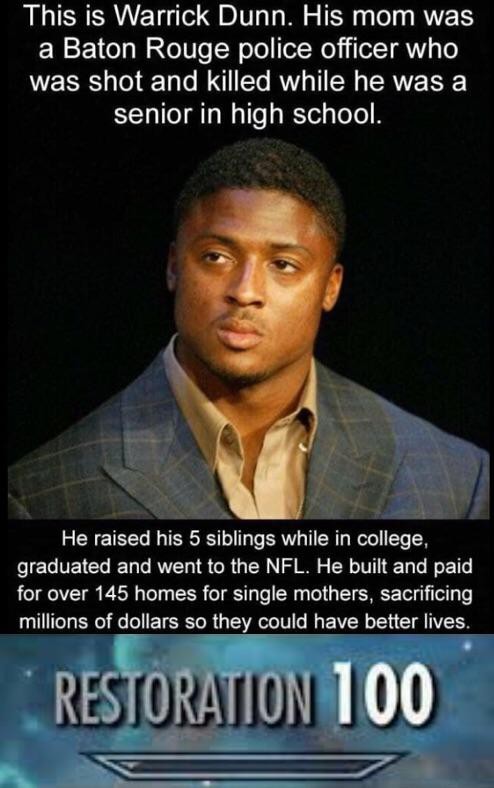 This is Warrick Dunn. His mom was
a Baton Rouge police officer who
was shot and killed while he was a
senior in high school.
He raised his 5 siblings while in college,
graduated and went to the NFL. He built and paid
for over 145 homes for single mothers, sacrificing
millions of dollars so they could have better lives.
RESTORATION 100